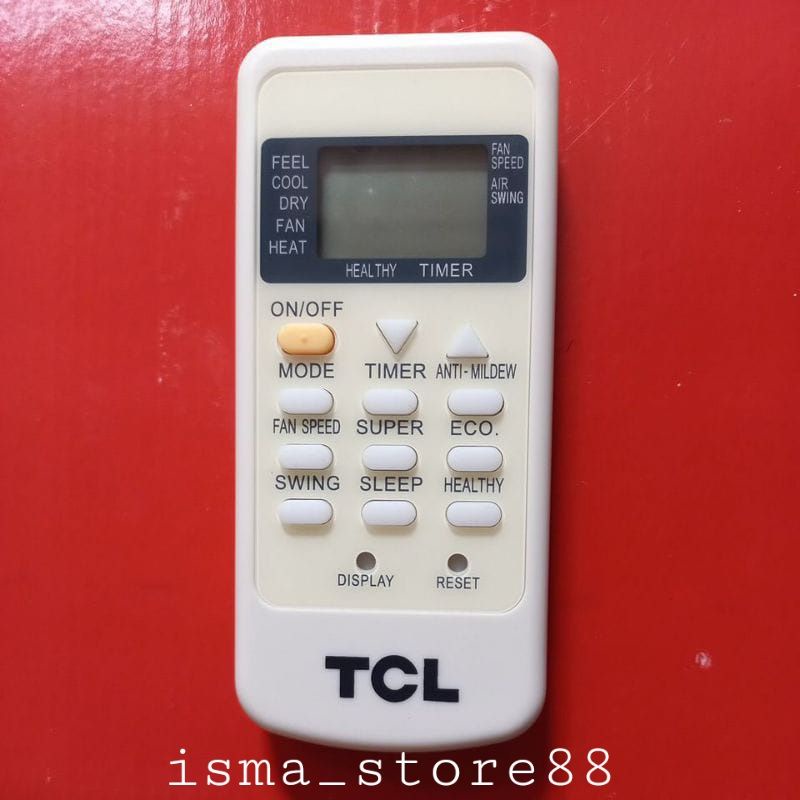 FEEL
COOL
DRY
FAN
HEAT
FAN
SPEED
AIR
SWING
HEALTHY TIMER
ON/OFF
MODE TIMER ANTI-MILDEW
FAN SPEED SUPER ECO.
SWING SLEEP HEALTHY
DISPLAY RESET
TCL
isma_store88